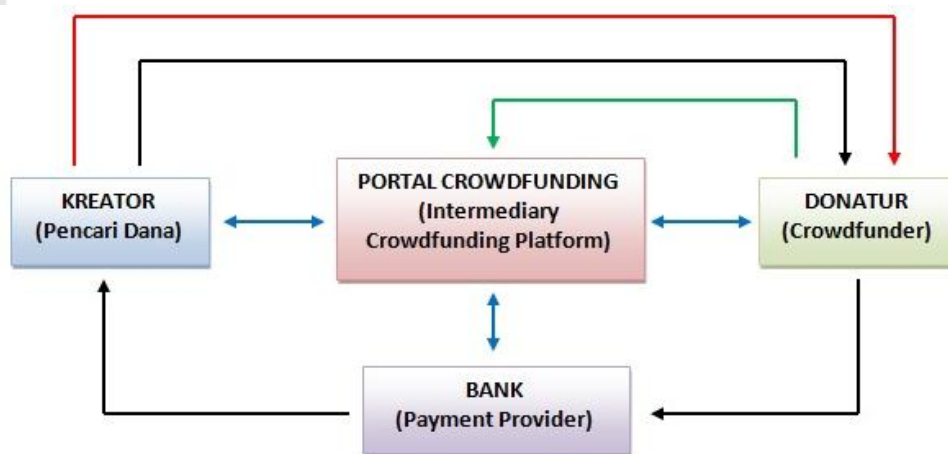 KREATOR
(Pencari Dana)
PORTAL CROWDFUNDING
(Intermediary
Crowdfunding Platform)
DONATUR
(Crowdfunder)
BANK
(Payment Provider)